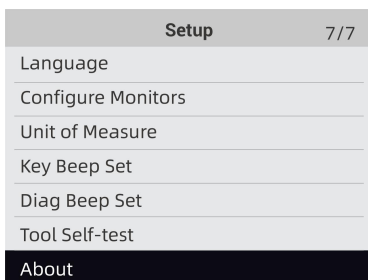 Setup 7/7
Language
Configure Monitors
Unit of Measure
Key Beep Set
Diag Beep Set
Tool Self-test
About